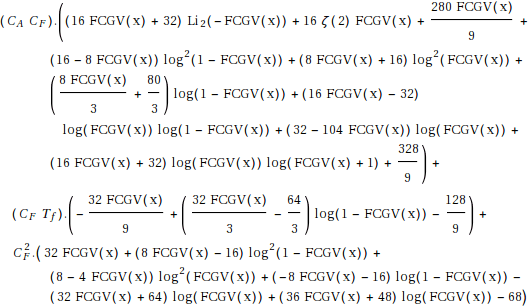 (C_A C_F).((16 FCGV(x) + 32) Li_2(-FCGV(x)) + 16 ζ(2) FCGV(x) + 280 FCGV(x)/9 +
(16 - 8 FCGV(x)) log^2(1 - FCGV(x)) + (8 FCGV(x) + 16) log^2(FCGV(x)) +
(8 FCGV(x)/3 + 80/3) log(1 - FCGV(x)) + (16 FCGV(x) - 32)
log(FCGV(x)) log(1 - FCGV(x)) + (32 - 104 FCGV(x)) log(FCGV(x)) +
(16 FCGV(x) + 32) log(FCGV(x)) log(FCGV(x) + 1) + 328/9) +
(C_F T_f).(-32 FCGV(x)/9 + (32 FCGV(x)/3 - 64/3) log(1 - FCGV(x)) - 128/9) +
C_F^2.(32 FCGV(x) + (8 FCGV(x) - 16) log^2(1 - FCGV(x)) +
(8 - 4 FCGV(x)) log^2(FCGV(x)) + (-8 FCGV(x) - 16) log(1 - FCGV(x)) -
(32 FCGV(x) + 64) log(FCGV(x)) + (36 FCGV(x) + 48) log(FCGV(x)) - 68)